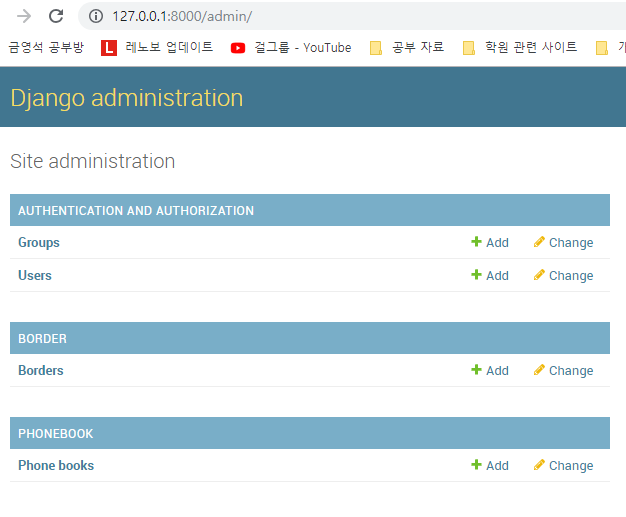 127.0.0.1:8000/admin/
금영석 공부방 L 레노보 업데이트 걸그룹 - YouTube 공부 자료 학원 관련 사이트
Django administration
Site administration
AUTHENTICATION AND AUTHORIZATION
Groups Add Change
Users Add Change
BORDER
Borders Add Change
PHONEBOOK
Phone books Add Change